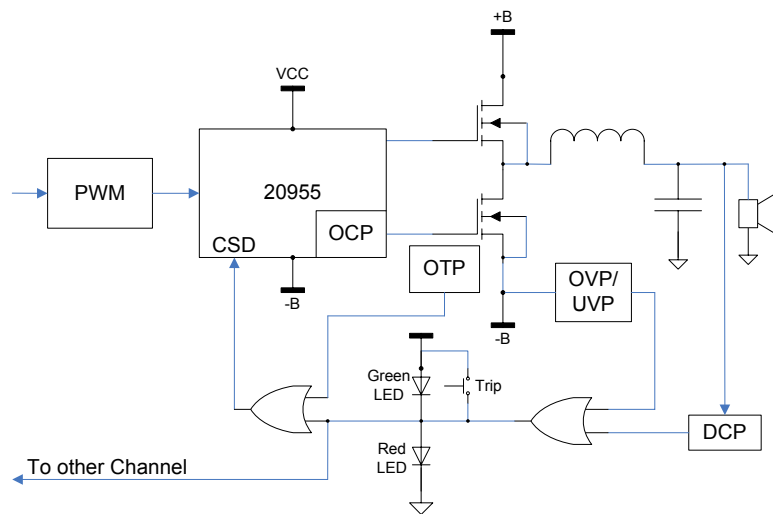 +B
VCC
PWM
20955
OCP
CSD
OTP
-B
OVP/
UVP
-B
Green
LED
Trip
DCP
Red
LED
To other Channel